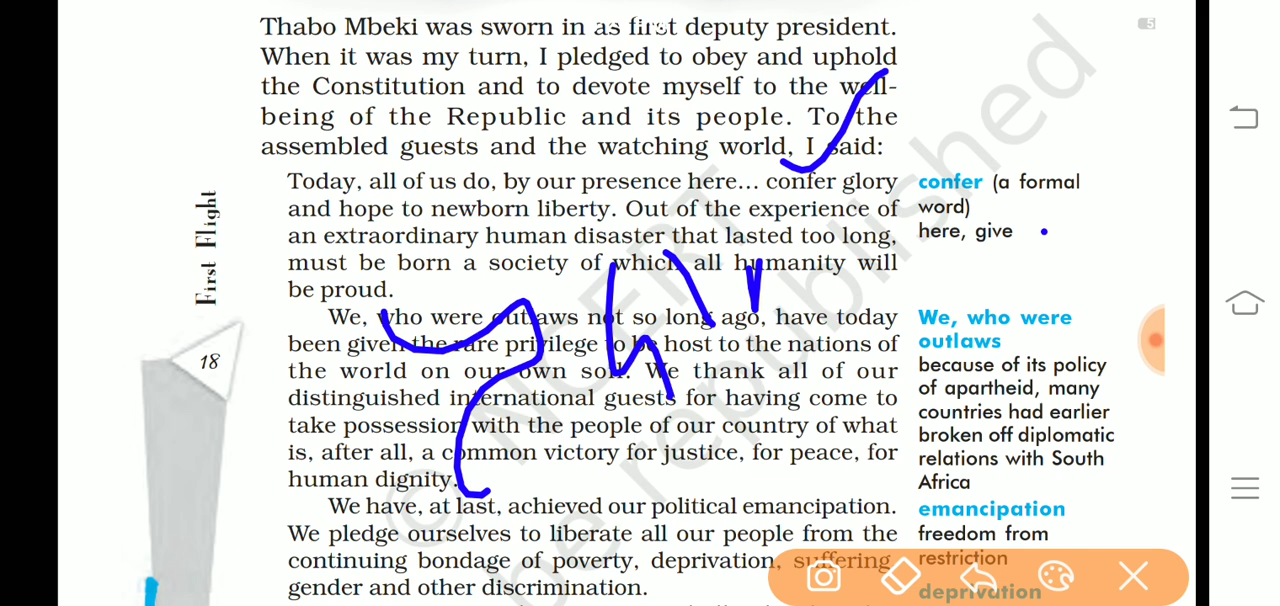 Thabo Mbeki was sworn in as first deputy president.
When it was my turn, I pledged to obey and uphold
the Constitution and to devote myself to the well-
being of the Republic and its people. To the
assembled guests and the watching world, I said:
Today, all of us do, by our presence here... confer glory
and hope to newborn liberty. Out of the experience of
an extraordinary human disaster that lasted too long,
must be born a society of which all humanity will
be proud.
We, who were outlaws not so long ago, have today
been given the rare privilege to be host to the nations of
the world on our own soil. We thank all of our
distinguished international guests for having come to
take possession with the people of our country of what
is, after all, a common victory for justice, for peace, for
human dignity.
We have, at last, achieved our political emancipation.
We pledge ourselves to liberate all our people from the
continuing bondage of poverty, deprivation, suffering,
gender and other discrimination.
confer (a formal
word)
here, give
We, who were
outlaws
because of its policy
of apartheid, many
countries had earlier
broken off diplomatic
relations with South
Africa
emancipation
freedom from
restriction
deprivation
First Flight
18
© NCERT
be republished
5